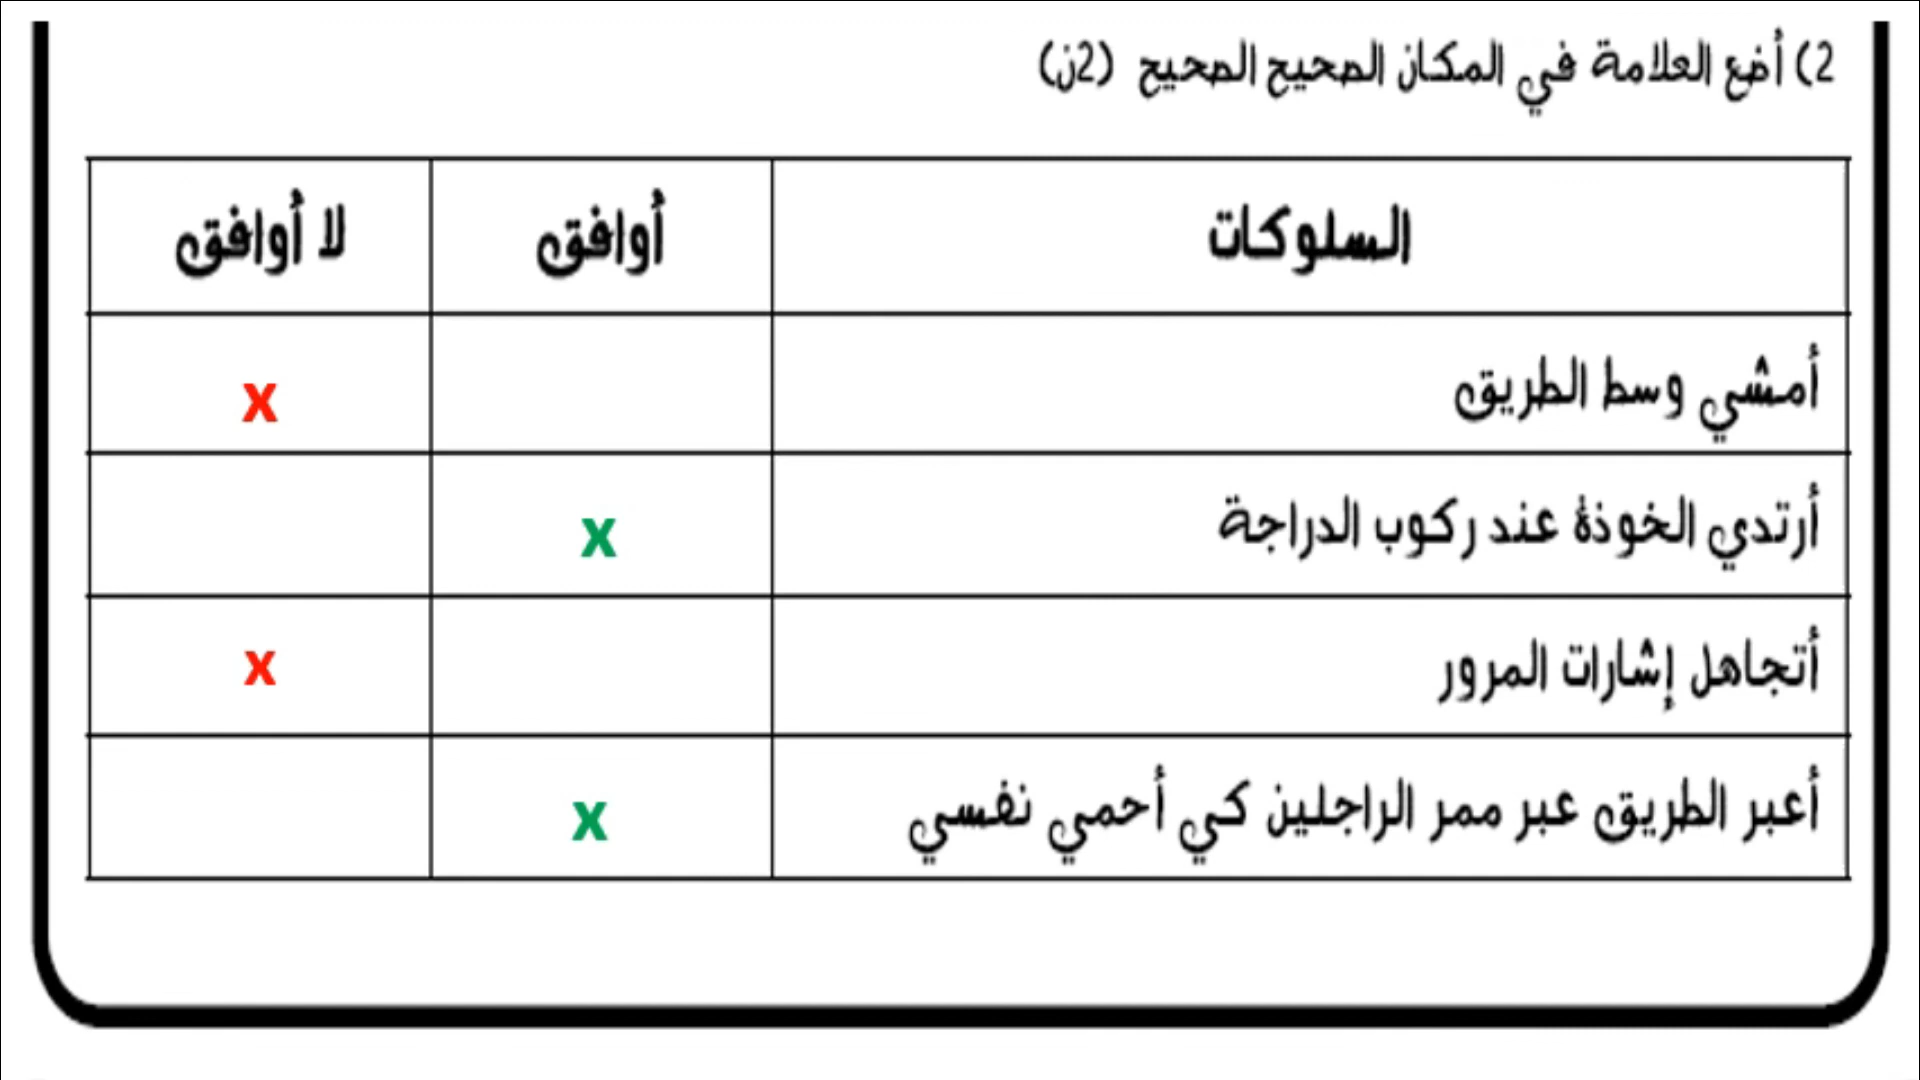 2) أضع العلامة في المكان الصحيح الصحيح (2ن)
السلوكات أوافق لا أوافق
أمشي وسط الطريق x
أرتدي الخوذة عند ركوب الدراجة x
أتجاهل إشارات المرور x
أعبر الطريق عبر ممر الراجلين كي أحمي نفسي x